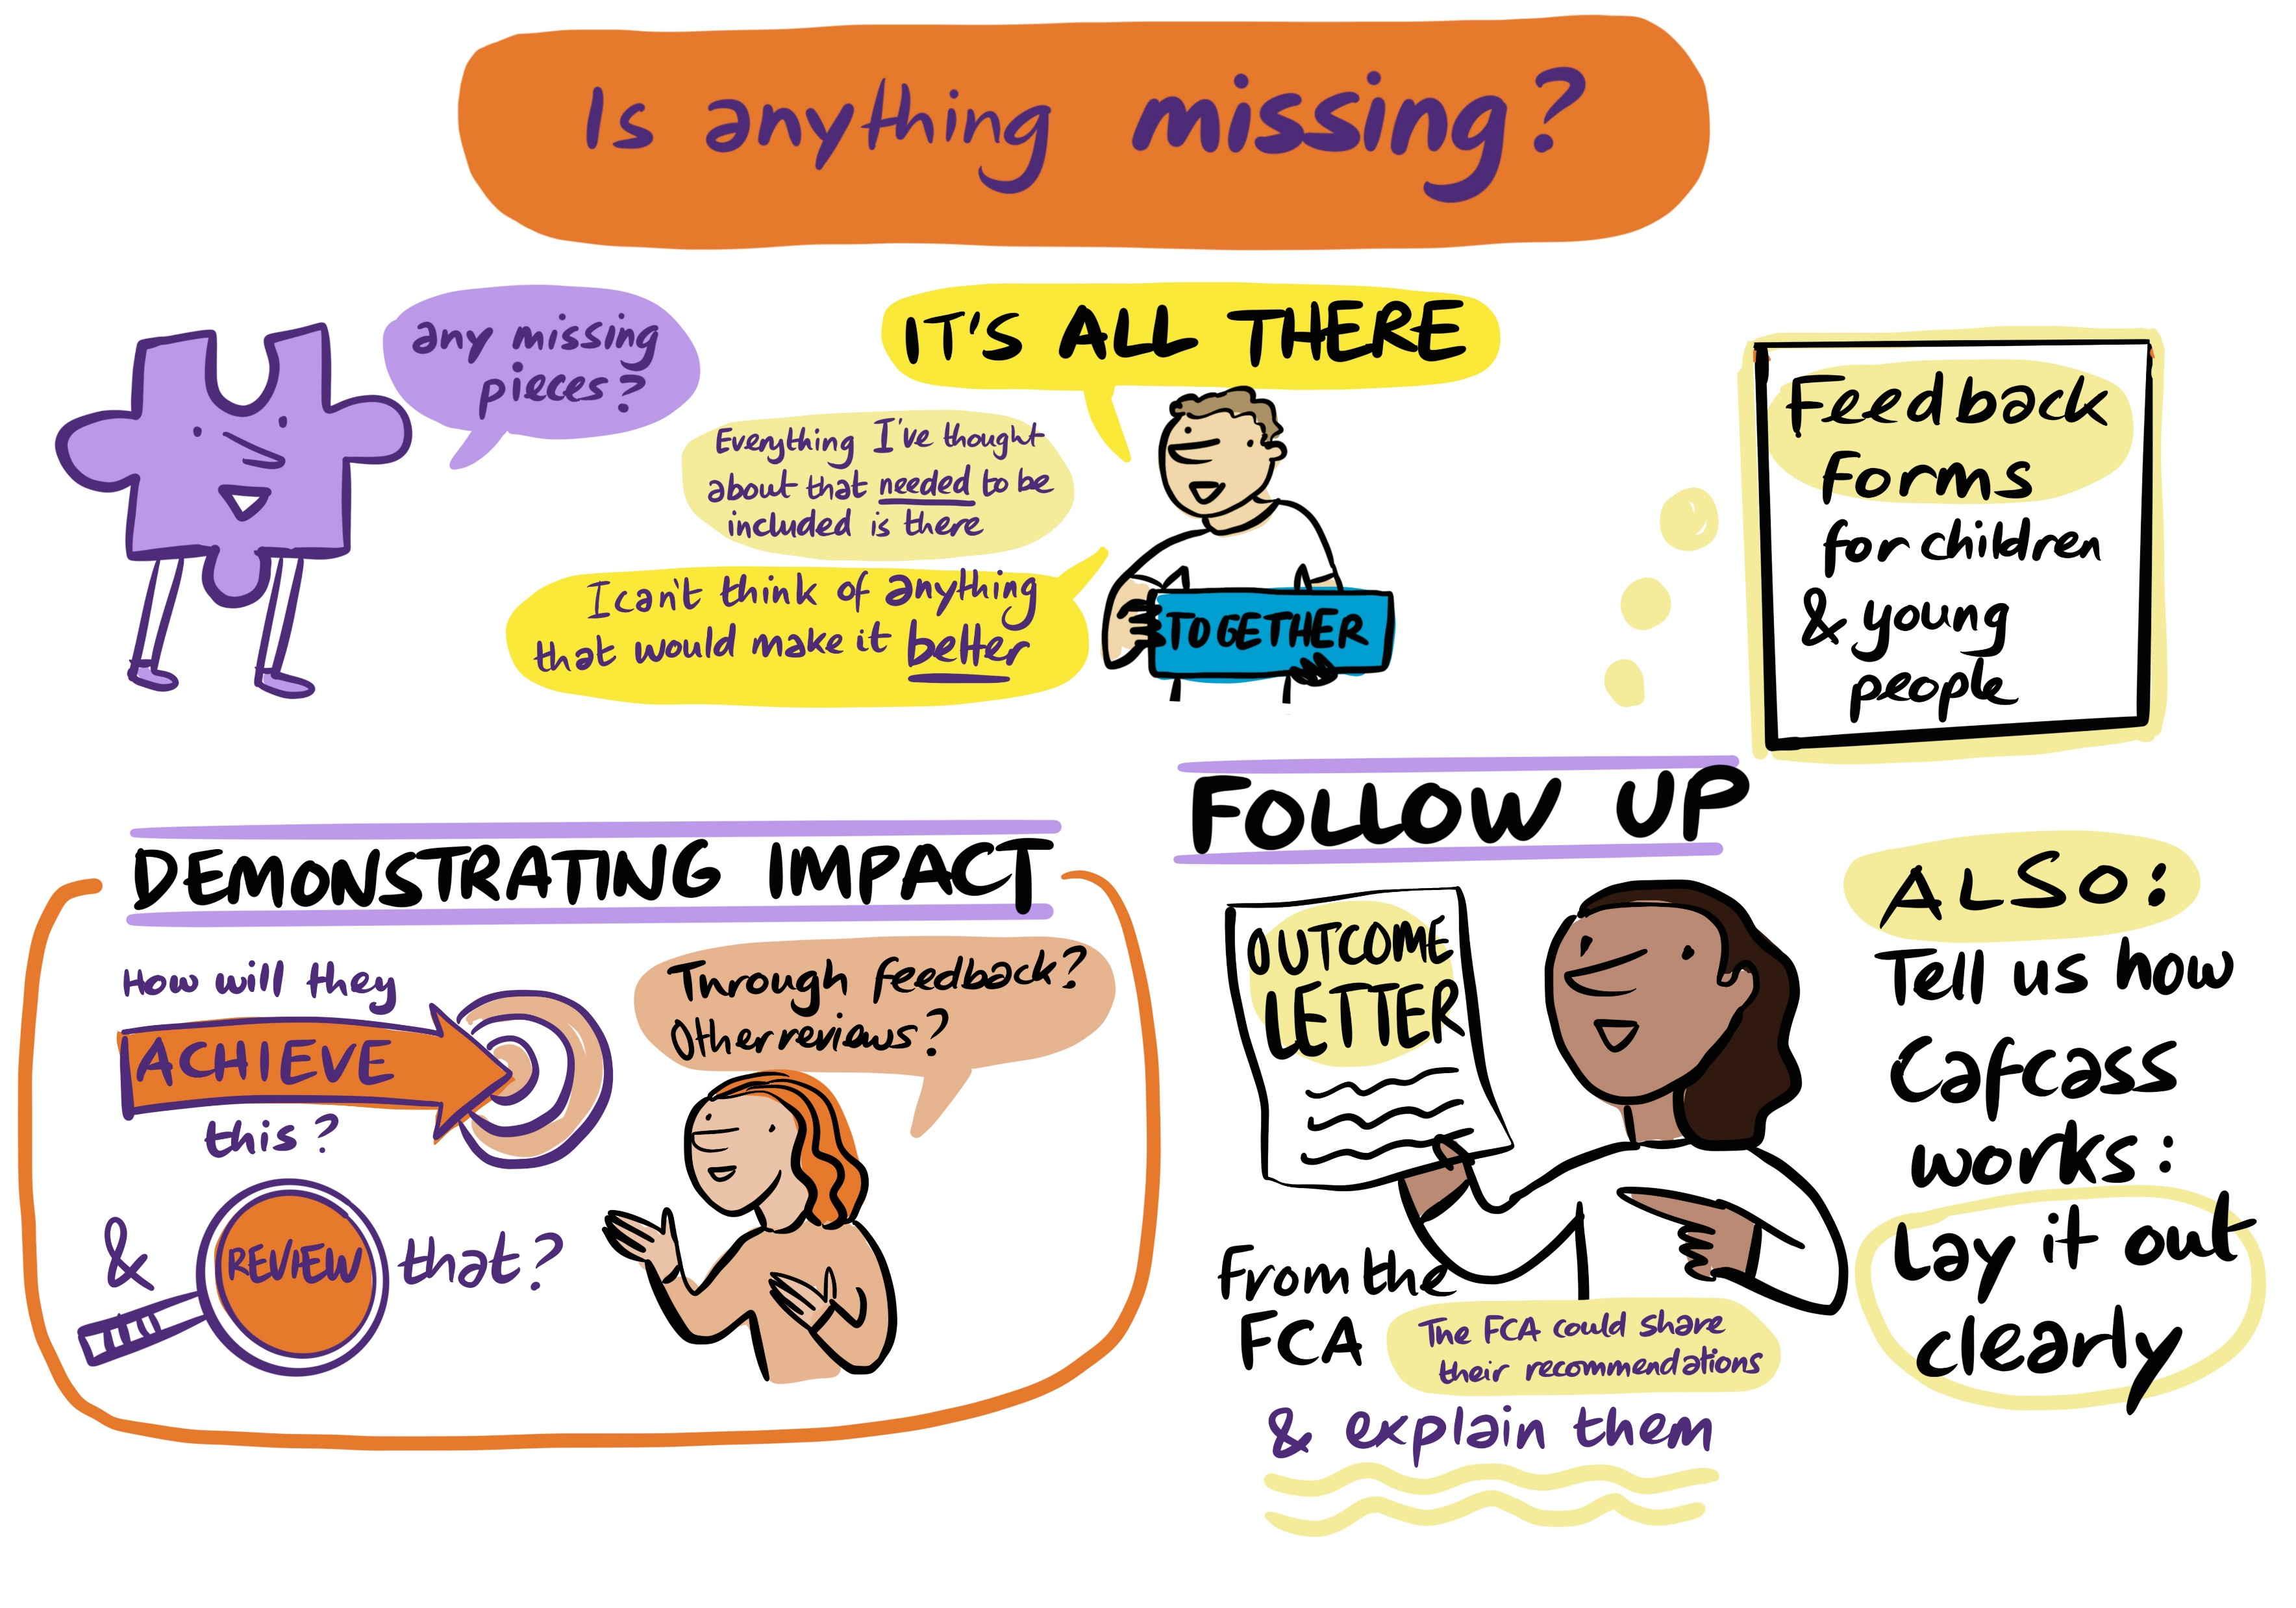 Is anything missing?
any missing
pieces?
IT'S ALL THERE
Everything I've thought
about that needed to be
included is there
I can't think of anything
that would make it better
TOGETHER
Feedback
forms
for children
& young
people
DEMONSTRATING IMPACT
How will they
ACHIEVE
this?
& REVIEW that?
Through feedback?
Other reviews?
FOLLOW UP
OUTCOME
LETTER
From the
FCA
The FCA could share
their recommendations
& explain them
ALSO:
Tell us how
Cafcass
works:
Lay it out
clearly